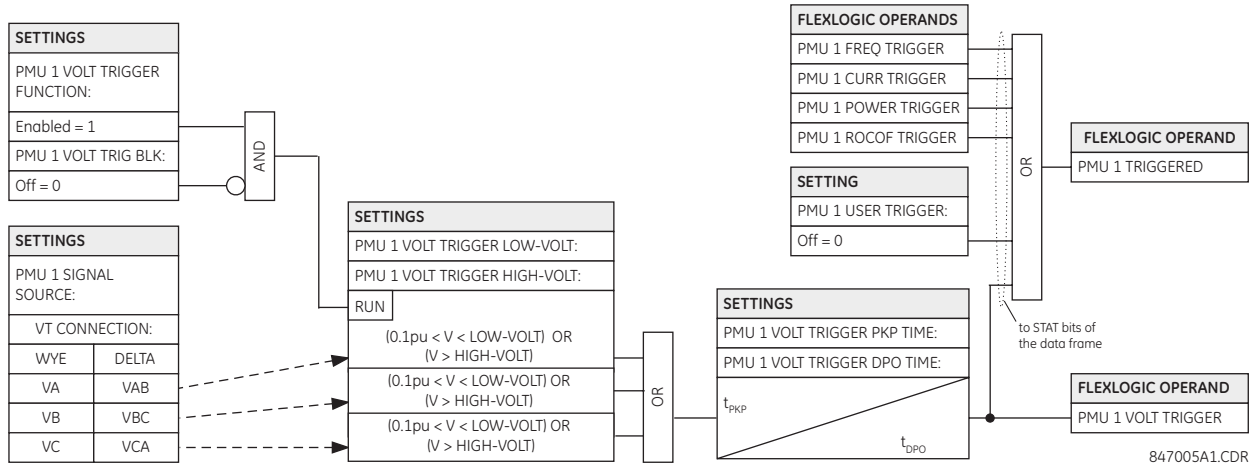 SETTINGS
PMU 1 VOLT TRIGGER
FUNCTION:
Enabled = 1
PMU 1 VOLT TRIG BLK:
Off = 0
AND
SETTINGS
PMU 1 SIGNAL
SOURCE:
VT CONNECTION:
WYE DELTA
VA VAB
VB VBC
VC VCA
SETTINGS
PMU 1 VOLT TRIGGER LOW-VOLT:
PMU 1 VOLT TRIGGER HIGH-VOLT:
RUN
(0.1pu < V < LOW-VOLT) OR
(V > HIGH-VOLT)
(0.1pu < V < LOW-VOLT) OR
(V > HIGH-VOLT)
(0.1pu < V < LOW-VOLT) OR
(V > HIGH-VOLT)
OR
SETTINGS
PMU 1 VOLT TRIGGER PKP TIME:
PMU 1 VOLT TRIGGER DPO TIME:
tPKP
tDPO
FLEXLOGIC OPERANDS
PMU 1 FREQ TRIGGER
PMU 1 CURR TRIGGER
PMU 1 POWER TRIGGER
PMU 1 ROCOF TRIGGER
SETTING
PMU 1 USER TRIGGER:
Off = 0
OR
to STAT bits of
the data frame
FLEXLOGIC OPERAND
PMU 1 TRIGGERED
FLEXLOGIC OPERAND
PMU 1 VOLT TRIGGER
847005A1.CDR